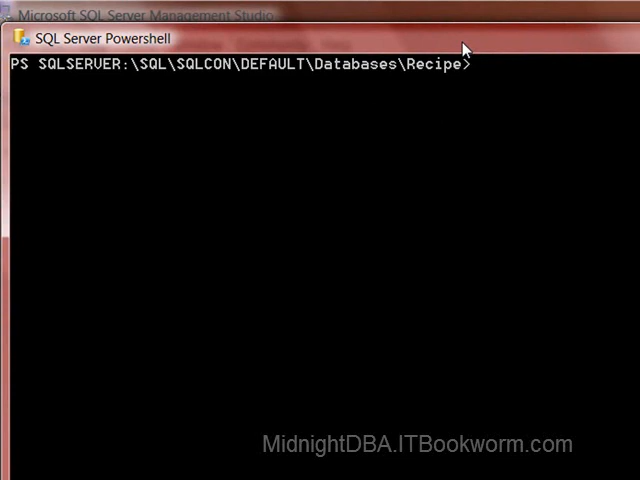 Microsoft SQL Server Management Studio
SQL Server Powershell
PS SQLSERVER:\SQL\SQLCON\DEFAULT\Databases\Recipe>
MidnightDBA.ITBookworm.com